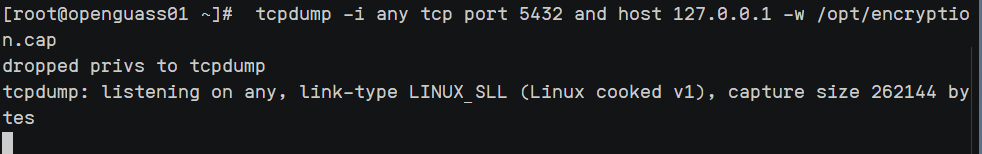 [root@openguass01 ~]#  tcpdump -i any tcp port 5432 and host 127.0.0.1 -w /opt/encryptio
n.cap
dropped privs to tcpdump
tcpdump: listening on any, link-type LINUX_SLL (Linux cooked v1), capture size 262144 by
tes